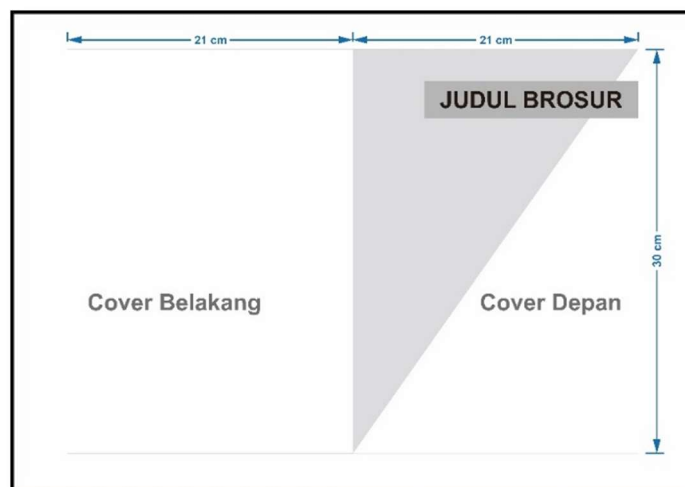 21 cm
21 cm
JUDUL BROSUR
30 cm
Cover Belakang
Cover Depan